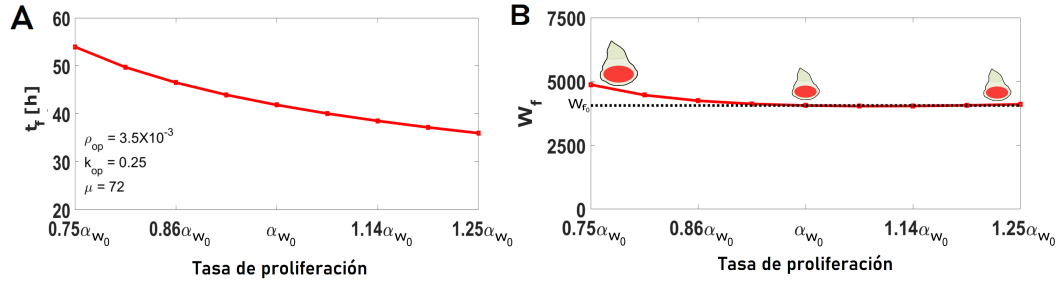 A
60
50
40
30
20
t_f [h]
ρ_op = 3.5X10^-3
k_op = 0.25
μ = 72
0.75α_w₀ 0.86α_w₀ α_w₀ 1.14α_w₀ 1.25α_w₀
Tasa de proliferación
B
7500
5000
2500
0
W_f
W_f₀
0.75α_w₀ 0.86α_w₀ α_w₀ 1.14α_w₀ 1.25α_w₀
Tasa de proliferación